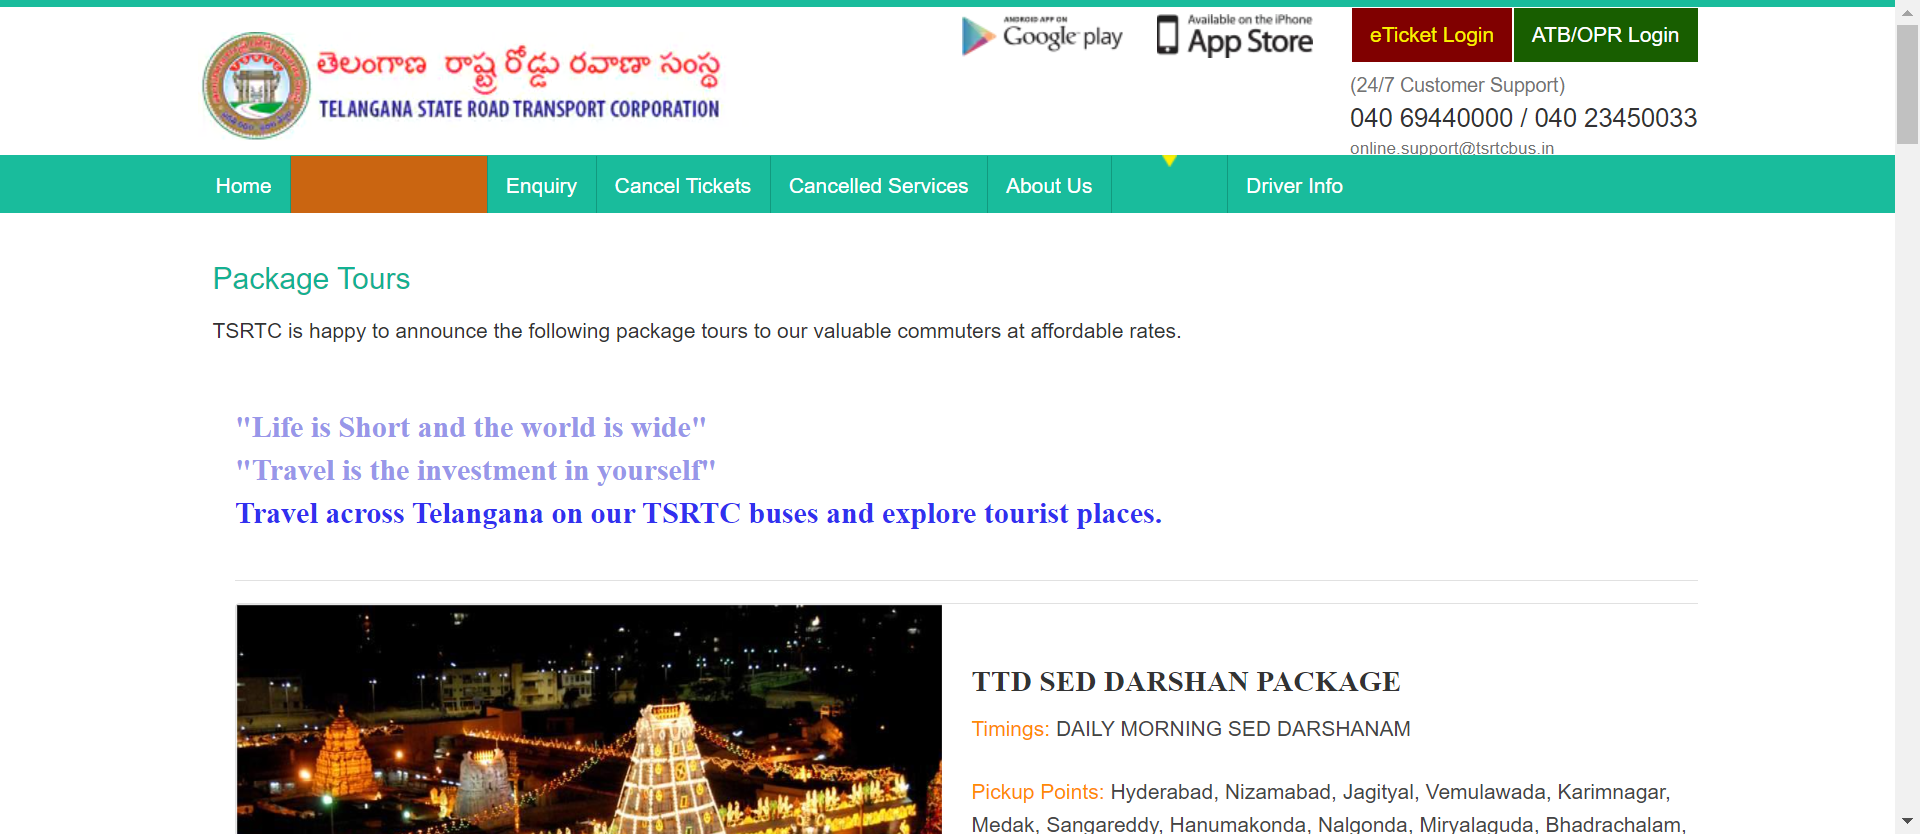 తెలంగాణ రాష్ట్ర రోడ్డు రవాణా సంస్థ
TELANGANA STATE ROAD TRANSPORT CORPORATION
ANDROID APP ON
Google play
Available on the iPhone
App Store
eTicket Login
ATB/OPR Login
(24/7 Customer Support)
040 69440000 / 040 23450033
online.support@tsrtcbus.in
Home
Enquiry
Cancel Tickets
Cancelled Services
About Us
Driver Info
Package Tours
TSRTC is happy to announce the following package tours to our valuable commuters at affordable rates.
"Life is Short and the world is wide"
"Travel is the investment in yourself"
Travel across Telangana on our TSRTC buses and explore tourist places.
TTD SED DARSHAN PACKAGE
Timings: DAILY MORNING SED DARSHANAM
Pickup Points: Hyderabad, Nizamabad, Jagityal, Vemulawada, Karimnagar,
Medak, Sangareddy, Hanumakonda, Nalgonda, Miryalaguda, Bhadrachalam,